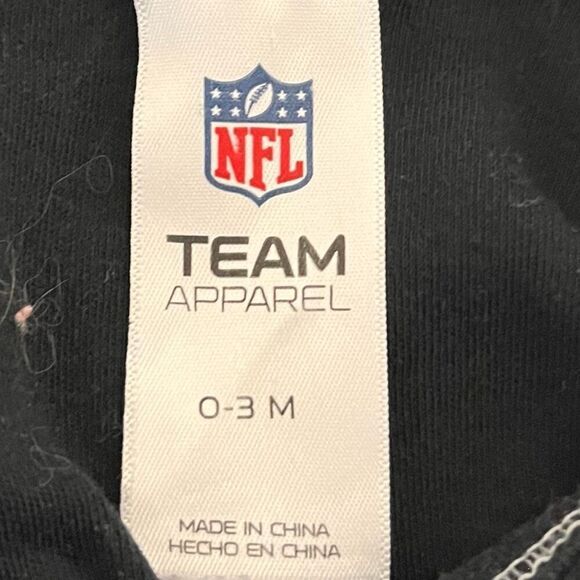 NFL
TEAM
APPAREL
0-3 M
MADE IN CHINA
HECHO EN CHINA